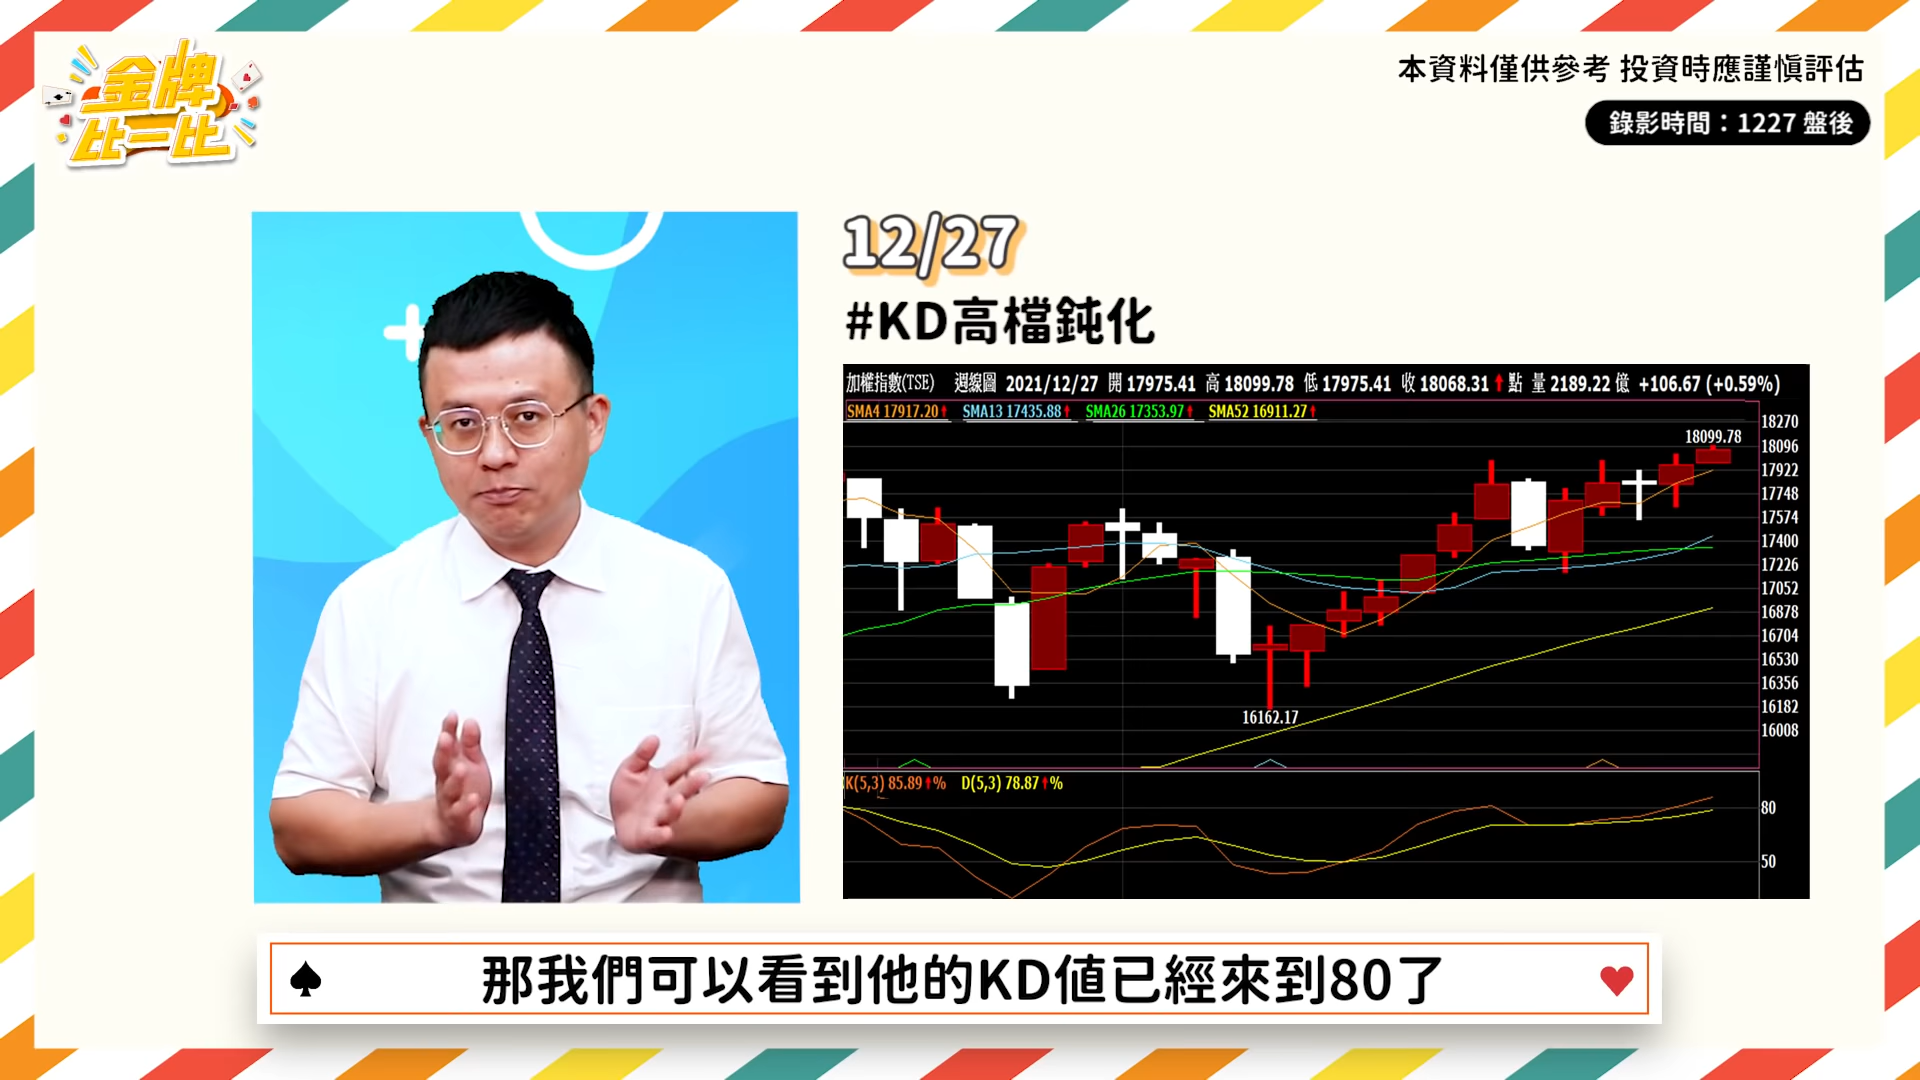 金牌
比一比
本資料僅供參考 投資時應謹慎評估
錄影時間：1227 盤後
12/27
#KD高檔鈍化
加權指數(TSE) 週線圖 2021/12/27 開 17975.41 高 18099.78 低 17975.41 收 18068.31↑點 量 2189.22 億 +106.67 (+0.59%)
SMA4 17917.20↑ SMA13 17435.88↑ SMA26 17353.97↑ SMA52 16911.27↑
18270
18099.78
18096
17922
17748
17574
17400
17226
17052
16878
16704
16530
16356
16182
16162.17
16008
K(5,3) 85.89↑% D(5,3) 78.87↑%
80
50
那我們可以看到他的KD值已經來到80了